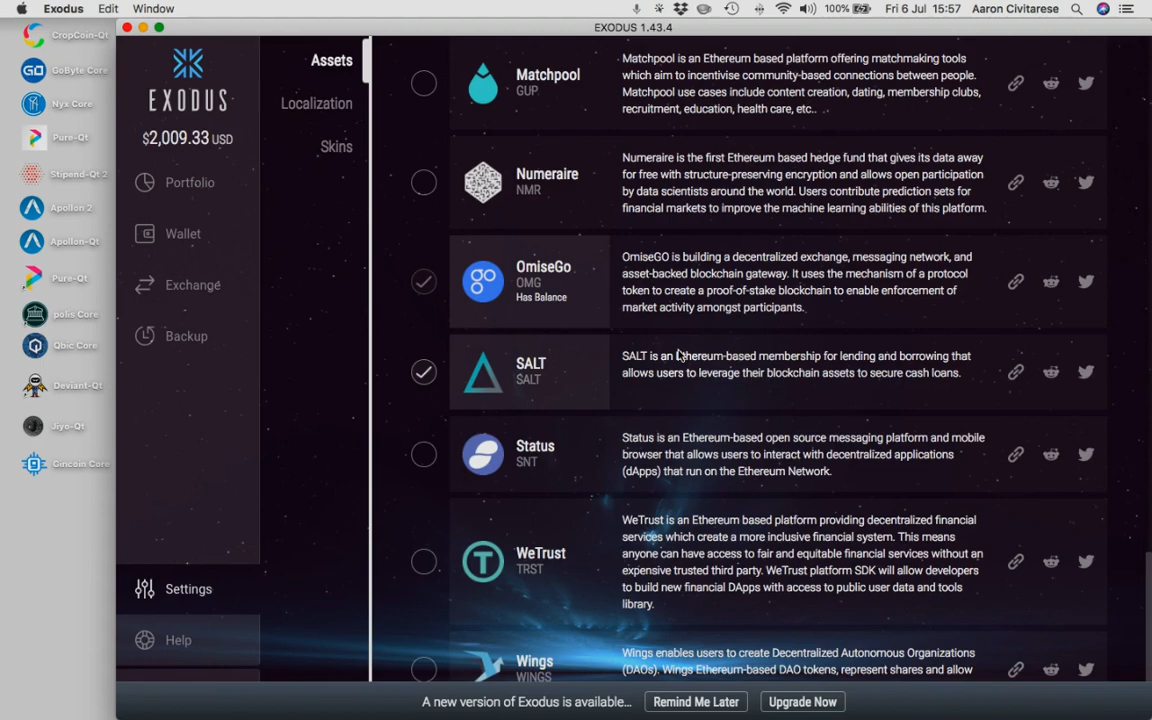 Exodus Edit Window
100% Fri 6 Jul 15:57 Aaron Civitarese
EXODUS 1.43.4
CropCoin-Qt
GoByte Core
Nyx Core
Pure-Qt
Stipend-Qt 2
Apollon 2
Apollon-Qt
Pure-Qt
polis Core
Qbic Core
Deviant-Qt
Jiyo-Qt
Gincoin Core
EXODUS
$2,009.33 USD
Portfolio
Wallet
Exchange
Backup
Settings
Help
Assets
Localization
Skins
Matchpool
GUP
Matchpool is an Ethereum based platform offering matchmaking tools
which aim to incentivise community-based connections between people.
Matchpool use cases include content creation, dating, membership clubs,
recruitment, education, health care, etc..
Numeraire
NMR
Numeraire is the first Ethereum based hedge fund that gives its data away
for free with structure-preserving encryption and allows open participation
by data scientists around the world. Users contribute prediction sets for
financial markets to improve the machine learning abilities of this platform.
OmiseGo
OMG
Has Balance
OmiseGO is building a decentralized exchange, messaging network, and
asset-backed blockchain gateway. It uses the mechanism of a protocol
token to create a proof-of-stake blockchain to enable enforcement of
market activity amongst participants.
SALT
SALT
SALT is an Ethereum-based membership for lending and borrowing that
allows users to leverage their blockchain assets to secure cash loans.
Status
SNT
Status is an Ethereum-based open source messaging platform and mobile
browser that allows users to interact with decentralized applications
(dApps) that run on the Ethereum Network.
WeTrust
TRST
WeTrust is an Ethereum based platform providing decentralized financial
services which create a more inclusive financial system. This means
anyone can have access to fair and equitable financial services without an
expensive trusted third party. WeTrust platform SDK will allow developers
to build new financial DApps with access to public user data and tools
library.
Wings
WINGS
Wings enables users to create Decentralized Autonomous Organizations
(DAOs). Wings Ethereum-based DAO tokens, represent shares and allow
A new version of Exodus is available... Remind Me Later Upgrade Now